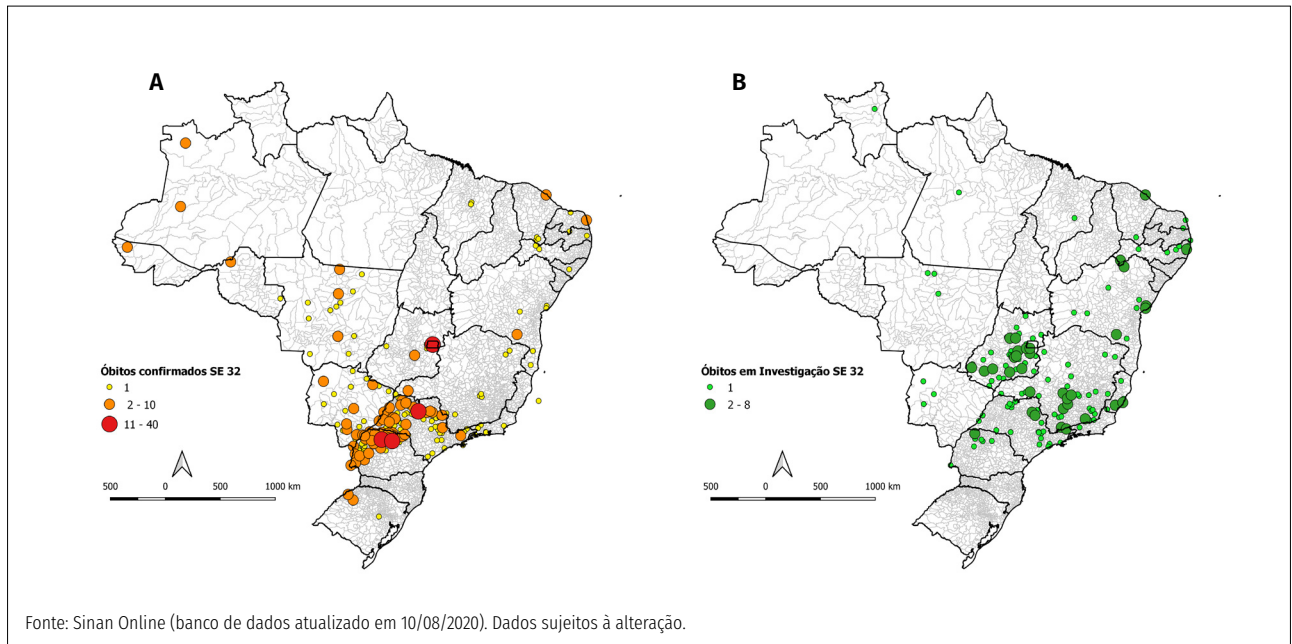 A
B
Óbitos confirmados SE 32
1
2 - 10
11 - 40
500 0 500 1000 km
Óbitos em Investigação SE 32
1
2 - 8
500 0 500 1000 km
Fonte: Sinan Online (banco de dados atualizado em 10/08/2020). Dados sujeitos à alteração.